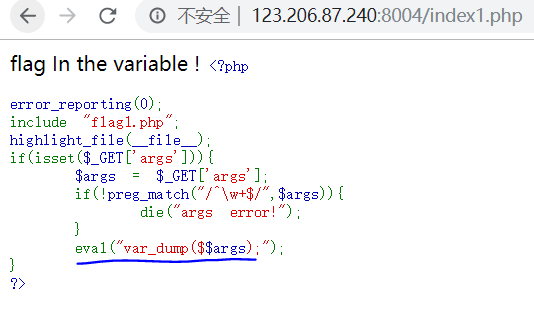 不安全 | 123.206.87.240:8004/index1.php
flag In the variable ! <?php
error_reporting(0);
include "flag1.php";
highlight_file(__file__);
if(isset($_GET['args'])){
$args = $_GET['args'];
if(!preg_match("/^\w+$/",$args)){
die("args error!");
}
eval("var_dump($$args);");
}
?>